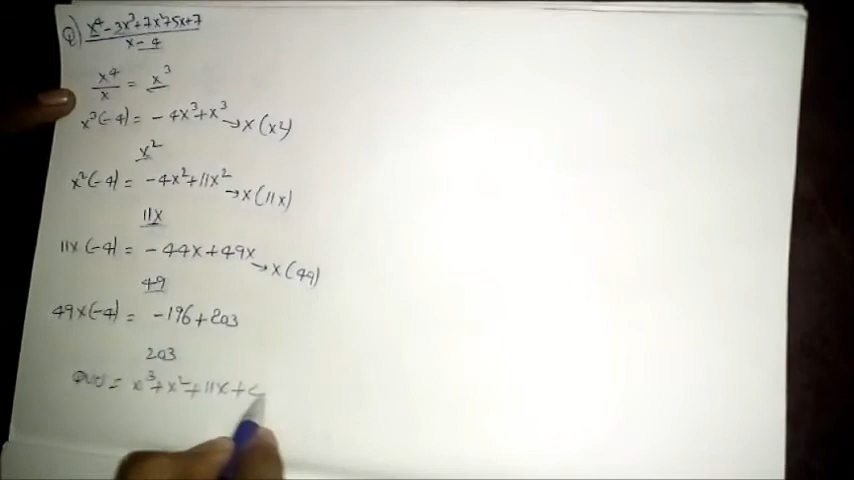 Q) x⁴-3x³+7x²+5x+7
x-4
x⁴/x = x³
x³(-4) = -4x³+x³ → x(x²)
x²
x²(-4) = -4x²+11x² → x(11x)
11x
11x(-4) = -44x+49x → x(49)
49
49x(-4) = -196+203
203
Quo = x³+x²+11x+